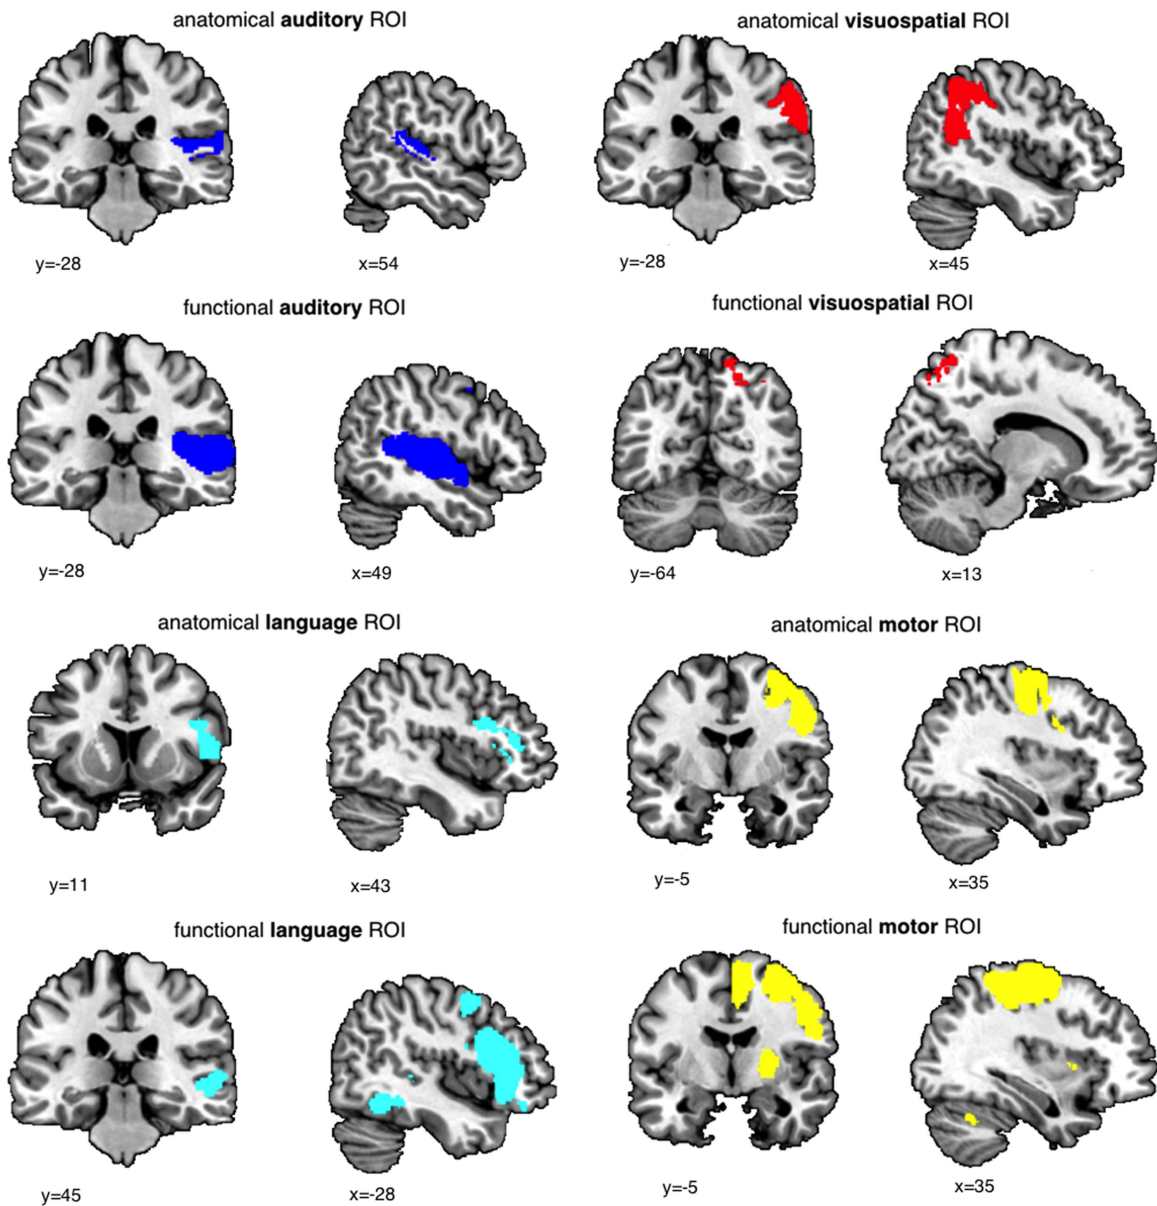 anatomical auditory ROI
anatomical visuospatial ROI
y=-28
x=54
y=-28
x=45
functional auditory ROI
functional visuospatial ROI
y=-28
x=49
y=-64
x=13
anatomical language ROI
anatomical motor ROI
y=11
x=43
y=-5
x=35
functional language ROI
functional motor ROI
y=45
x=-28
y=-5
x=35